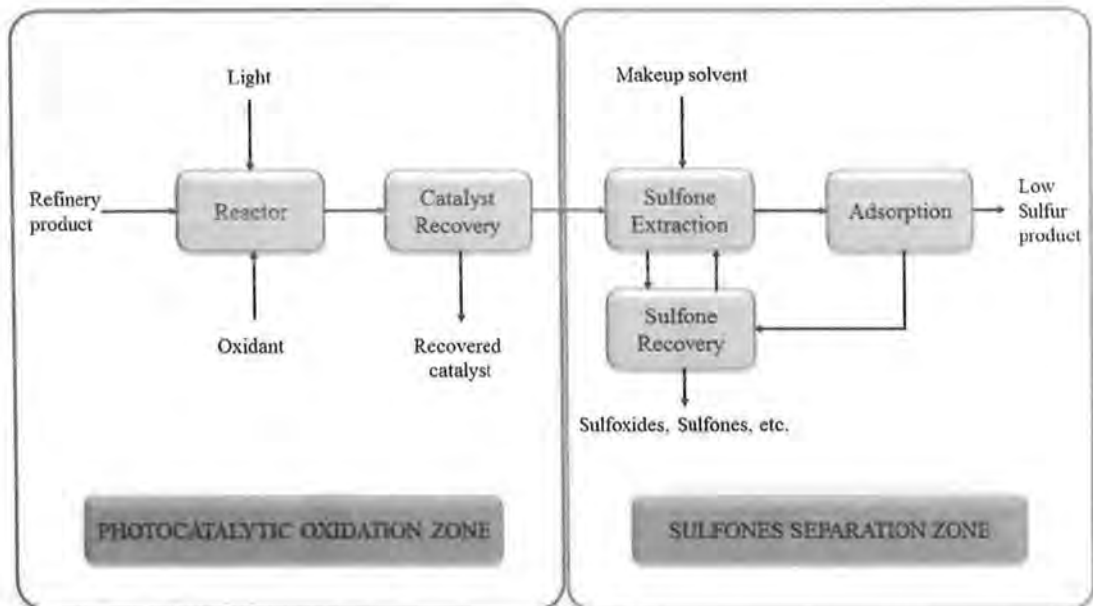 Light
Makeup solvent
Refinery
product
Reactor
Catalyst
Recovery
Sulfone
Extraction
Adsorption
Low
Sulfur
product
Oxidant
Recovered
catalyst
Sulfone
Recovery
Sulfoxides, Sulfones, etc.
PHOTOCATALYTIC OXIDATION ZONE
SULFONES SEPARATION ZONE